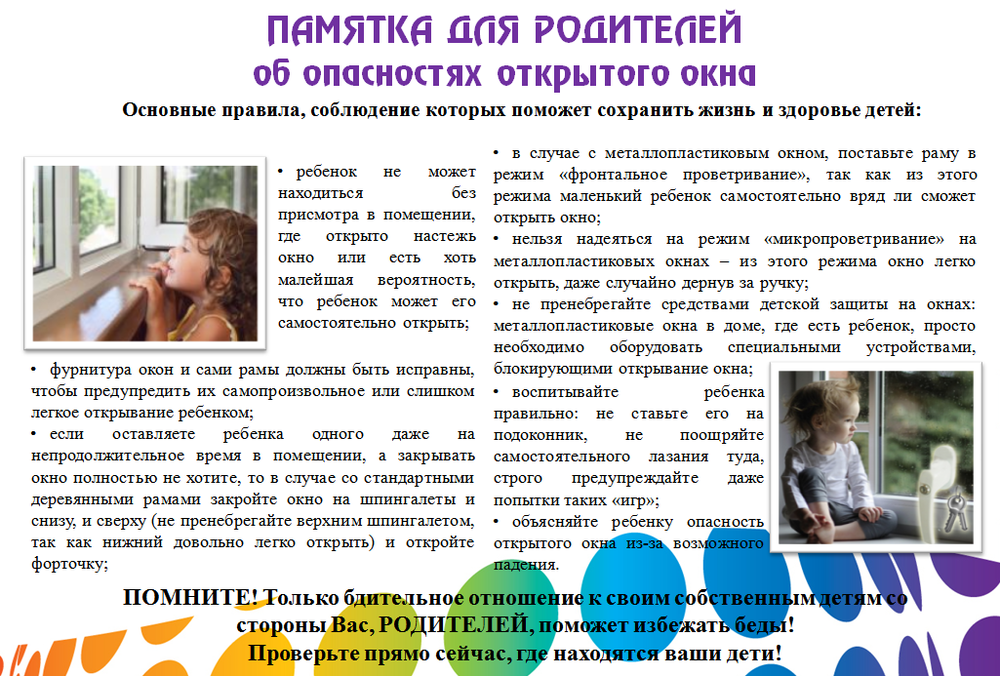 ПАМЯТКА ДЛЯ РОДИТЕЛЕЙ
об опасностях открытого окна
Основные правила, соблюдение которых поможет сохранить жизнь и здоровье детей:
• ребенок не может
находиться без
присмотра в помещении,
где открыто настежь
окно или есть хоть
малейшая вероятность,
что ребенок может его
самостоятельно открыть;
• фурнитура окон и сами рамы должны быть исправны,
чтобы предупредить их самопроизвольное или слишком
легкое открывание ребенком;
• если оставляете ребенка одного даже на
непродолжительное время в помещении, а закрывать
окно полностью не хотите, то в случае со стандартными
деревянными рамами закройте окно на шпингалеты и
снизу, и сверху (не пренебрегайте верхним шпингалетом,
так как нижний довольно легко открыть) и откройте
форточку;
• в случае с металлопластиковым окном, поставьте раму в
режим «фронтальное проветривание», так как из этого
режима маленький ребенок самостоятельно вряд ли сможет
открыть окно;
• нельзя надеяться на режим «микропроветривание» на
металлопластиковых окнах – из этого режима окно легко
открыть, даже случайно дернув за ручку;
• не пренебрегайте средствами детской защиты на окнах:
металлопластиковые окна в доме, где есть ребенок, просто
необходимо оборудовать специальными устройствами,
блокирующими открывание окна;
• воспитывайте ребенка
правильно: не ставьте его на
подоконник, не поощряйте
самостоятельного лазания туда,
строго предупреждайте даже
попытки таких «игр»;
• объясняйте ребенку опасность
открытого окна из-за возможного
падения.
ПОМНИТЕ! Только бдительное отношение к своим собственным детям со
стороны Вас, РОДИТЕЛЕЙ, поможет избежать беды!
Проверьте прямо сейчас, где находятся ваши дети!